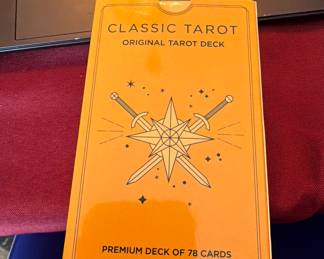 CLASSIC TAROT
ORIGINAL TAROT DECK
PREMIUM DECK OF 78 CARDS